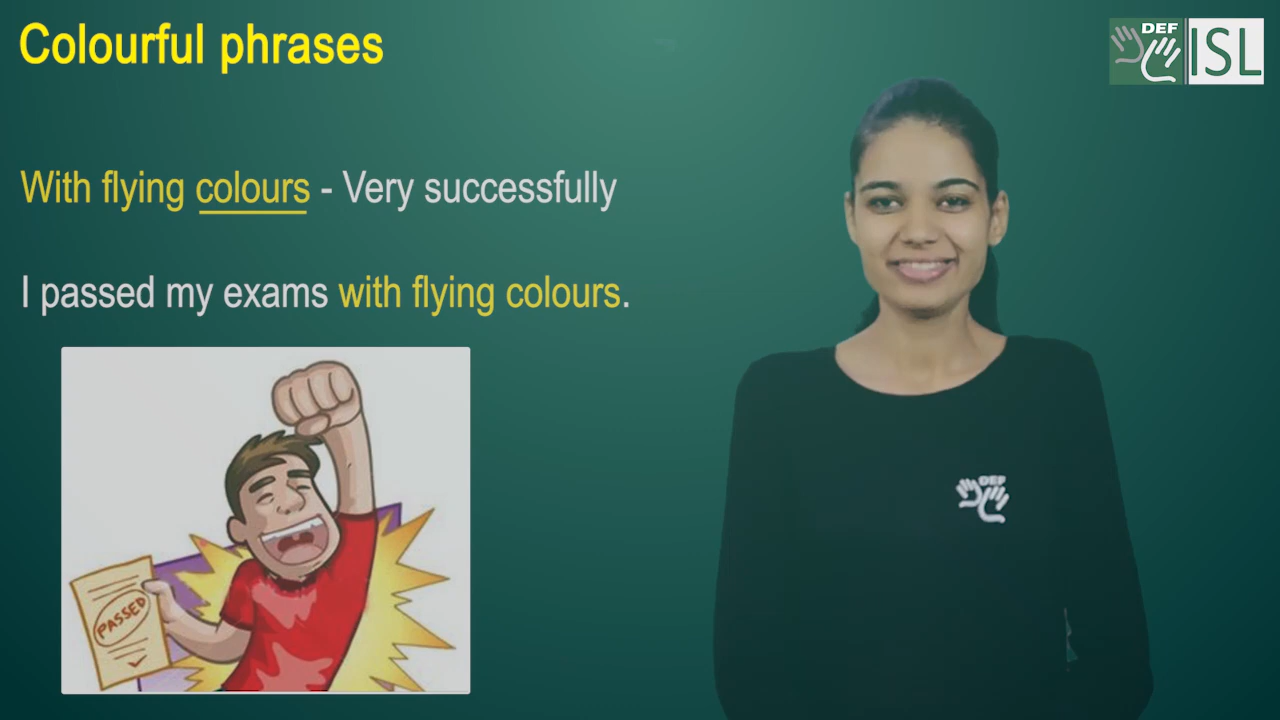 Colourful phrases
DEF
ISL
With flying colours - Very successfully
I passed my exams with flying colours.
DEF
PASSED